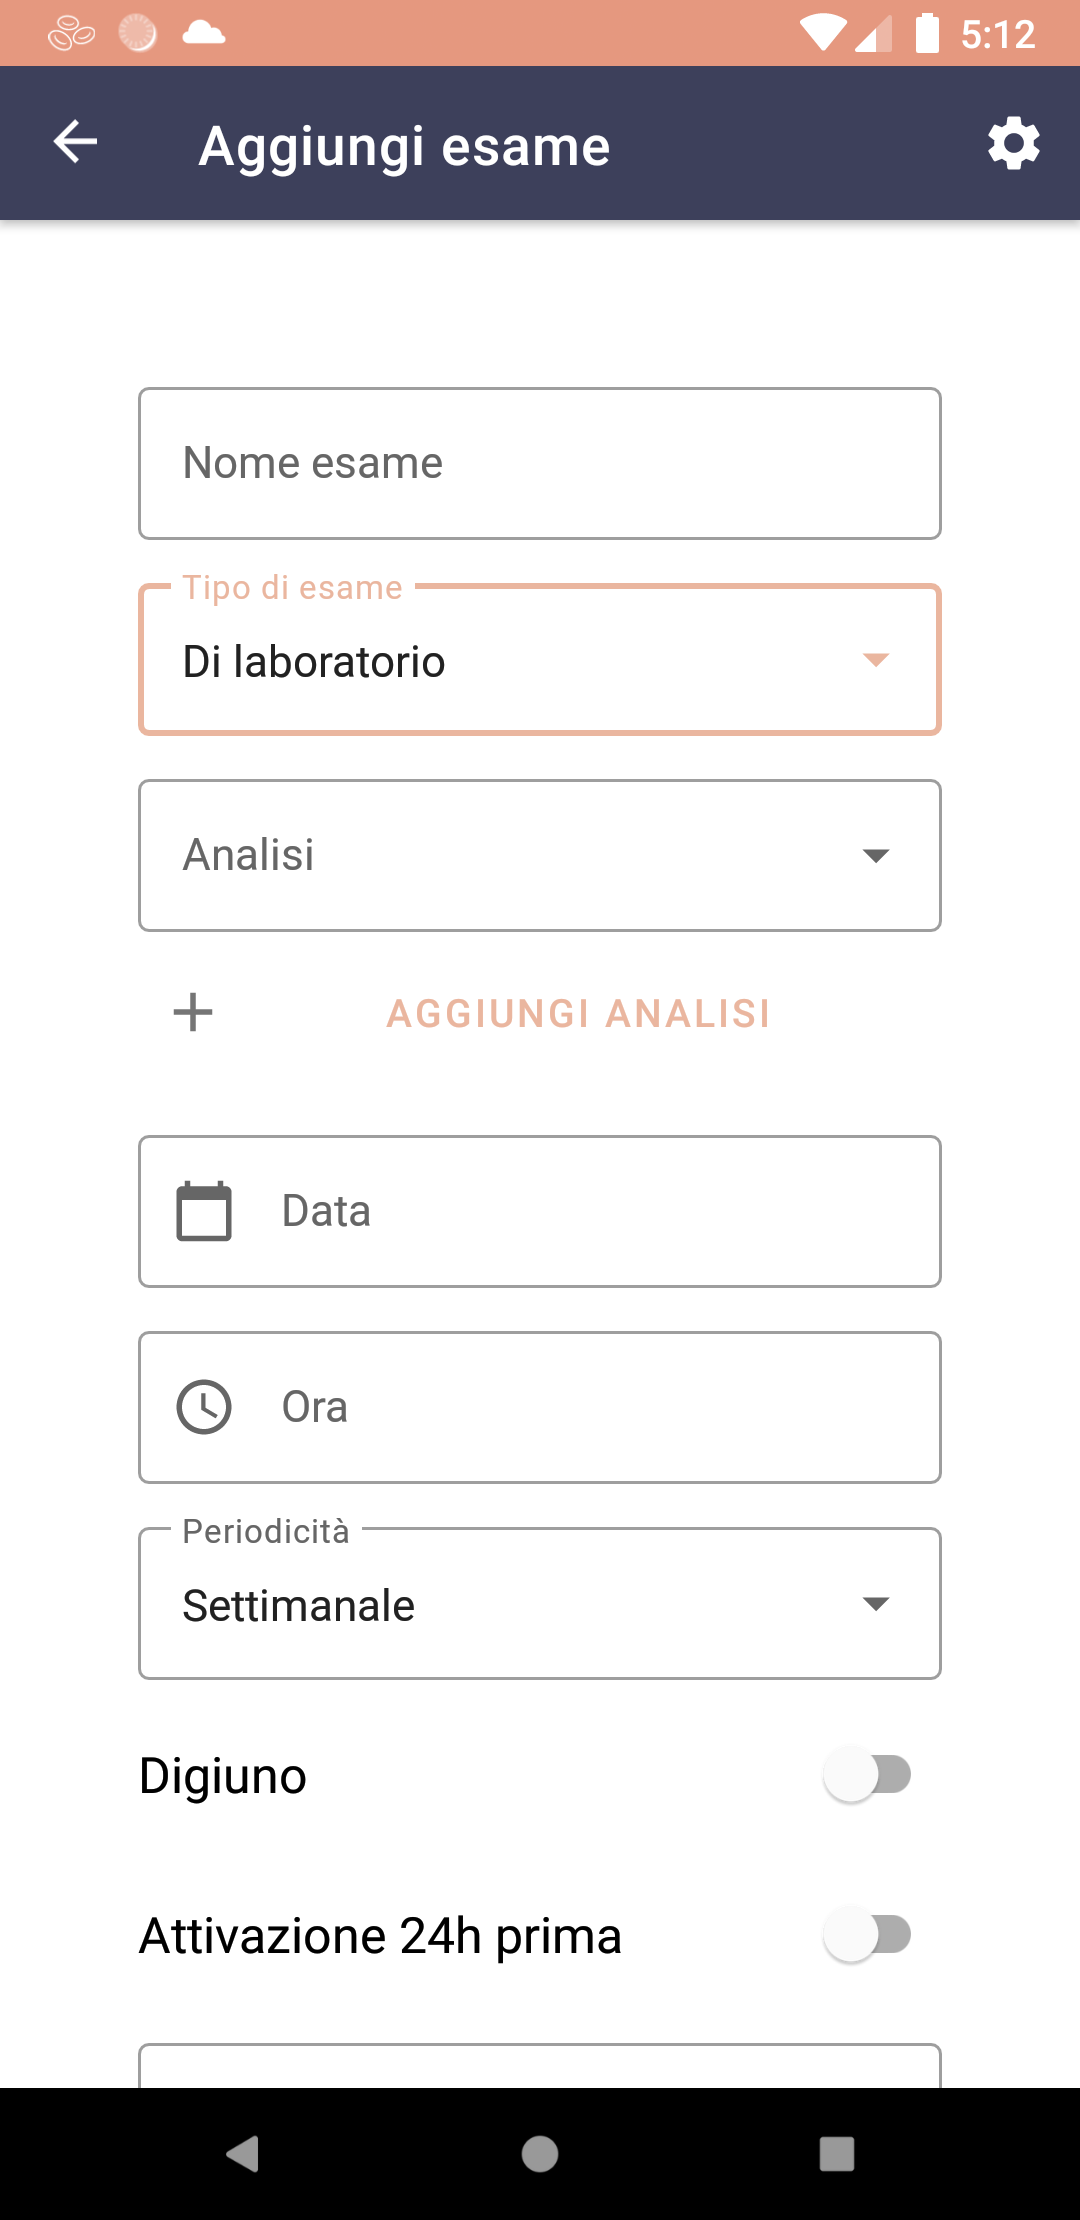 5:12
Aggiungi esame
Nome esame
Tipo di esame
Di laboratorio
Analisi
AGGIUNGI ANALISI
Data
Ora
Periodicità
Settimanale
Digiuno
Attivazione 24h prima